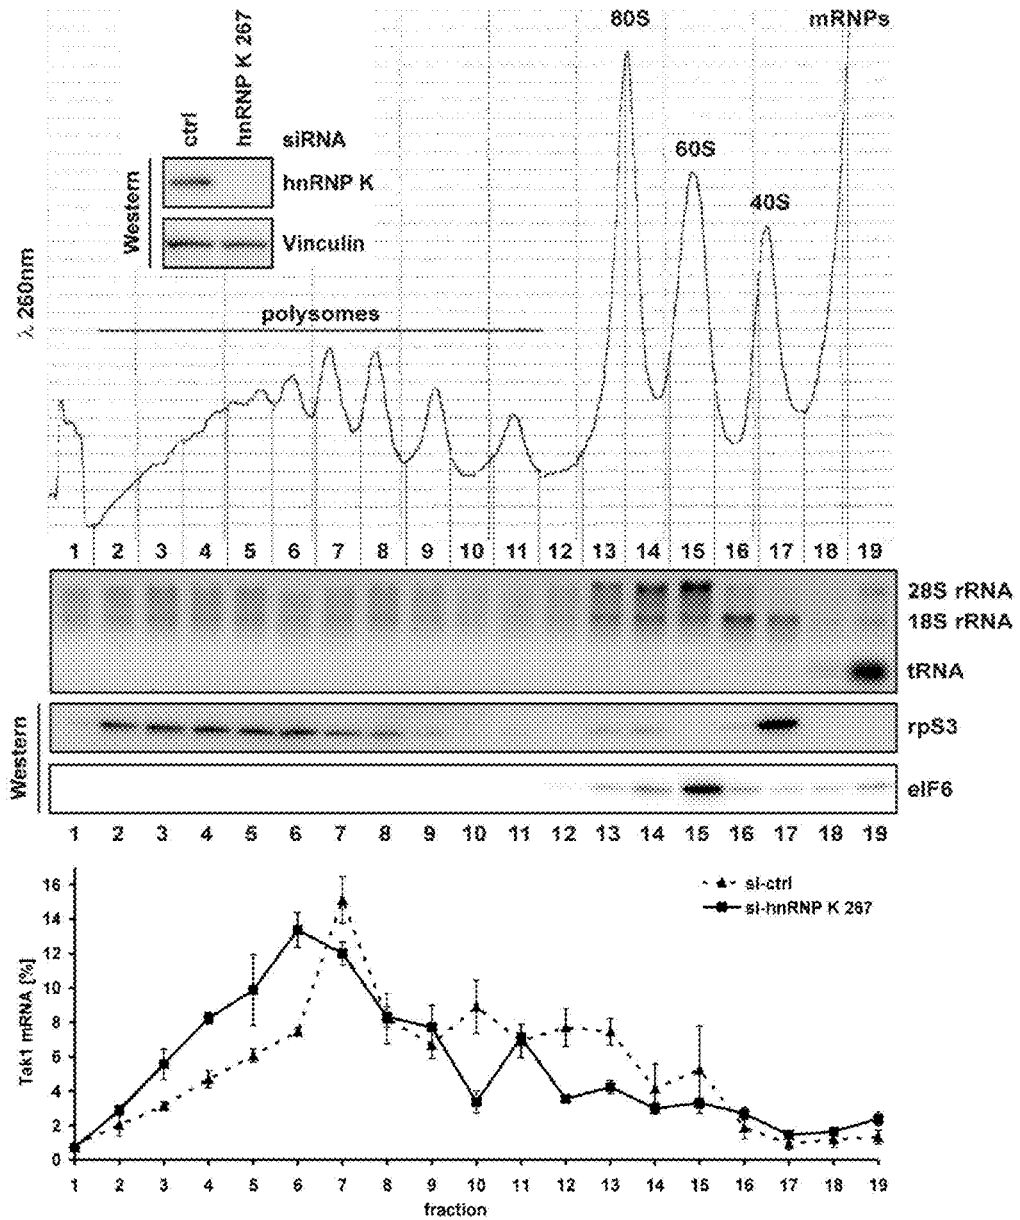 80S
mRNPs
60S
40S
ctrl
hnRNP K 267
siRNA
Western
hnRNP K
Vinculin
λ 260nm
polysomes
1 2 3 4 5 6 7 8 9 10 11 12 13 14 15 16 17 18 19
28S rRNA
18S rRNA
tRNA
Western
rpS3
eIF6
1 2 3 4 5 6 7 8 9 10 11 12 13 14 15 16 17 18 19
Tak1 mRNA [%]
16
14
12
10
8
6
4
2
0
si-ctrl
si-hnRNP K 267
1 2 3 4 5 6 7 8 9 10 11 12 13 14 15 16 17 18 19
fraction